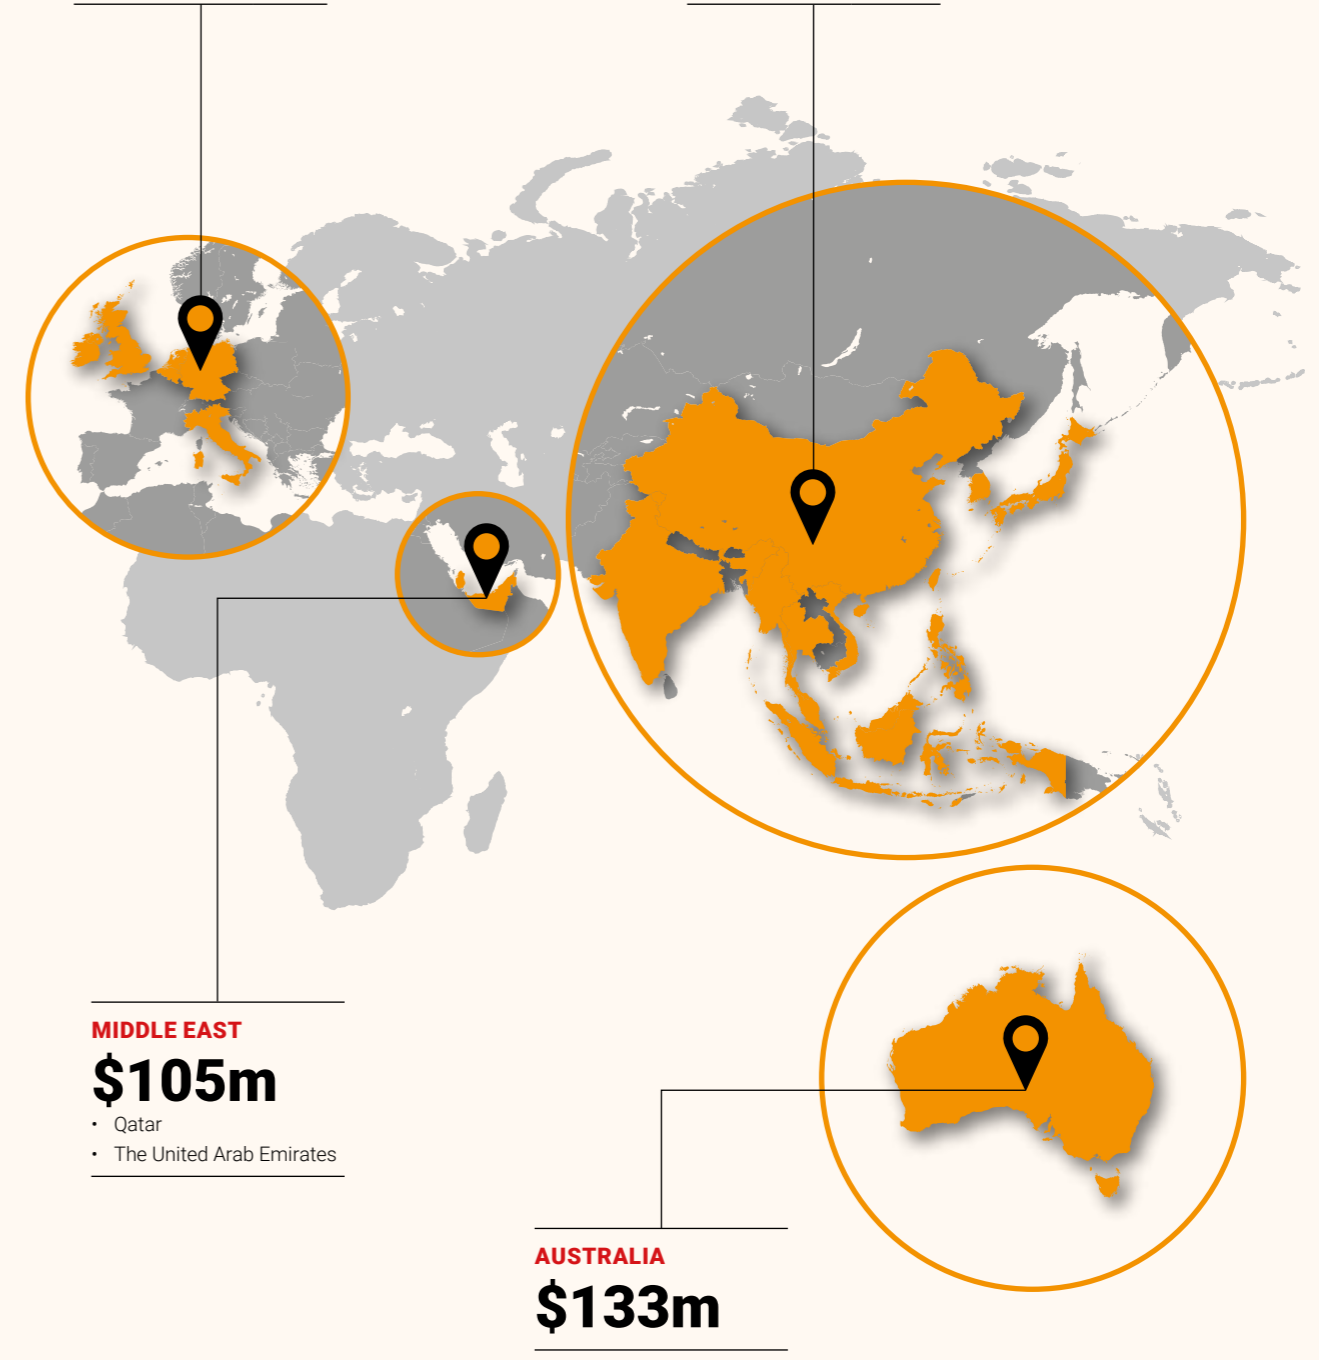 MIDDLE EAST
$105m
• Qatar
• The United Arab Emirates
AUSTRALIA
$133m